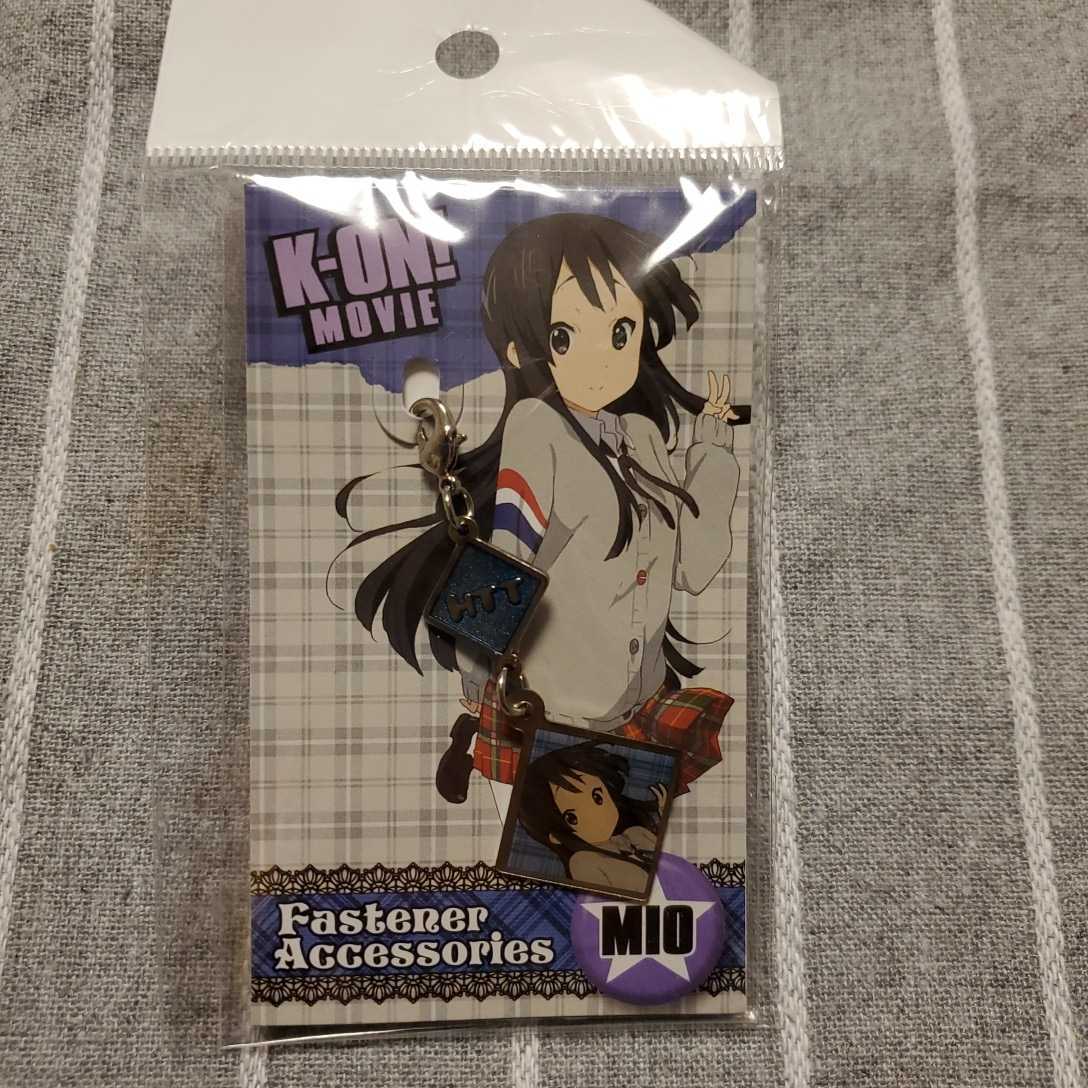 K-ON!
MOVIE
HTT
Fastener
Accessories
MIO